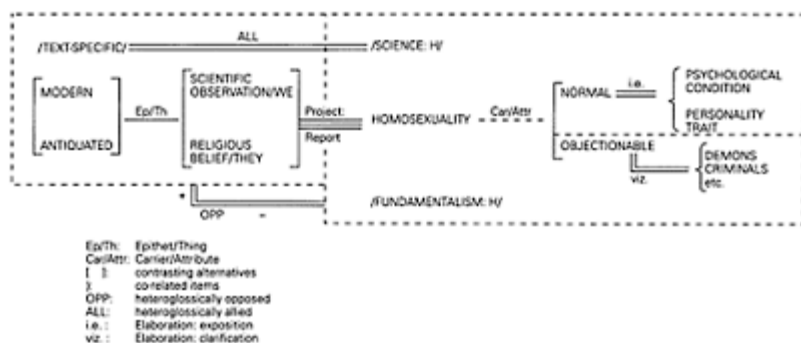 ALL
/TEXT-SPECIFIC/ /SCIENCE: H/
MODERN
ANTIQUATED
Ep/Th
SCIENTIFIC
OBSERVATION/WE
RELIGIOUS
BELIEF/THEY
Project:
Report
HOMOSEXUALITY
Car/Attr
NORMAL
i.e.
PSYCHOLOGICAL
CONDITION
PERSONALITY
TRAIT
OBJECTIONABLE
viz.
DEMONS
CRIMINALS
etc.
OPP
/FUNDAMENTALISM: H/
Ep/Th: Epithet/Thing
Car/Attr: Carrier/Attribute
[ ]: contrasting alternatives
}: co-related items
OPP: heteroglossically opposed
ALL: heteroglossically allied
i.e. : Elaboration: exposition
viz. : Elaboration: clarification